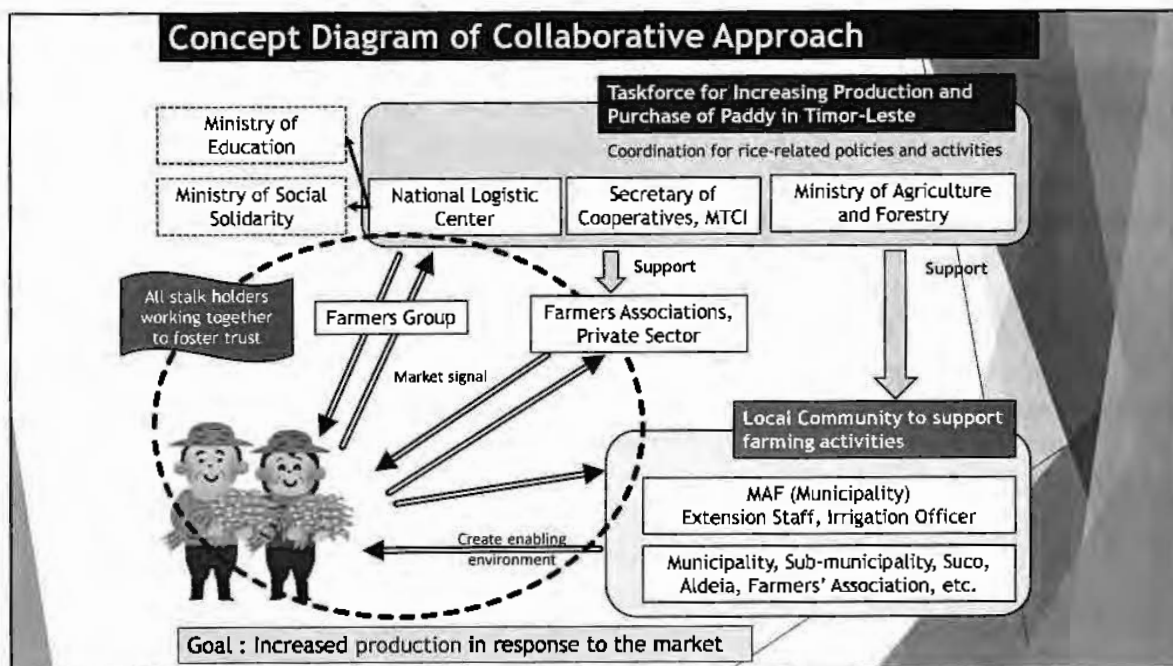 Concept Diagram of Collaborative Approach
Taskforce for Increasing Production and
Purchase of Paddy in Timor-Leste
Coordination for rice-related policies and activities
Ministry of
Education
Ministry of Social
Solidarity
National Logistic
Center
Secretary of
Cooperatives, MTCI
Ministry of Agriculture
and Forestry
Support
Support
All stalk holders
working together
to foster trust
Farmers Group
Farmers Associations,
Private Sector
Market signal
Local Community to support
farming activities
MAF (Municipality)
Extension Staff, Irrigation Officer
Create enabling
environment
Municipality, Sub-municipality, Suco,
Aldeia, Farmers' Association, etc.
Goal : Increased production in response to the market